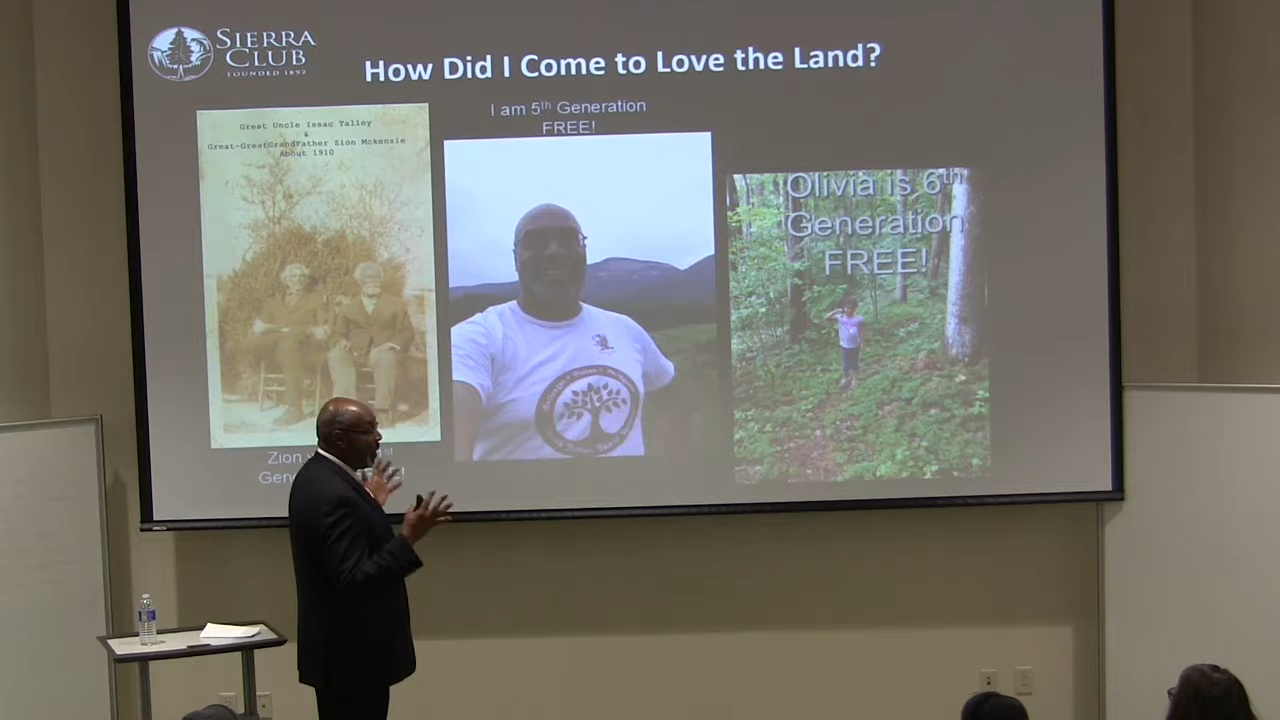 SIERRA
CLUB
FOUNDED 1892
How Did I Come to Love the Land?
Great Uncle Issac Talley
&
Great-GreatGrandFather Zion Mckenzie
About 1910
I am 5th Generation
FREE!
Olivia is 6th
Generation
FREE!
Zion
Gen